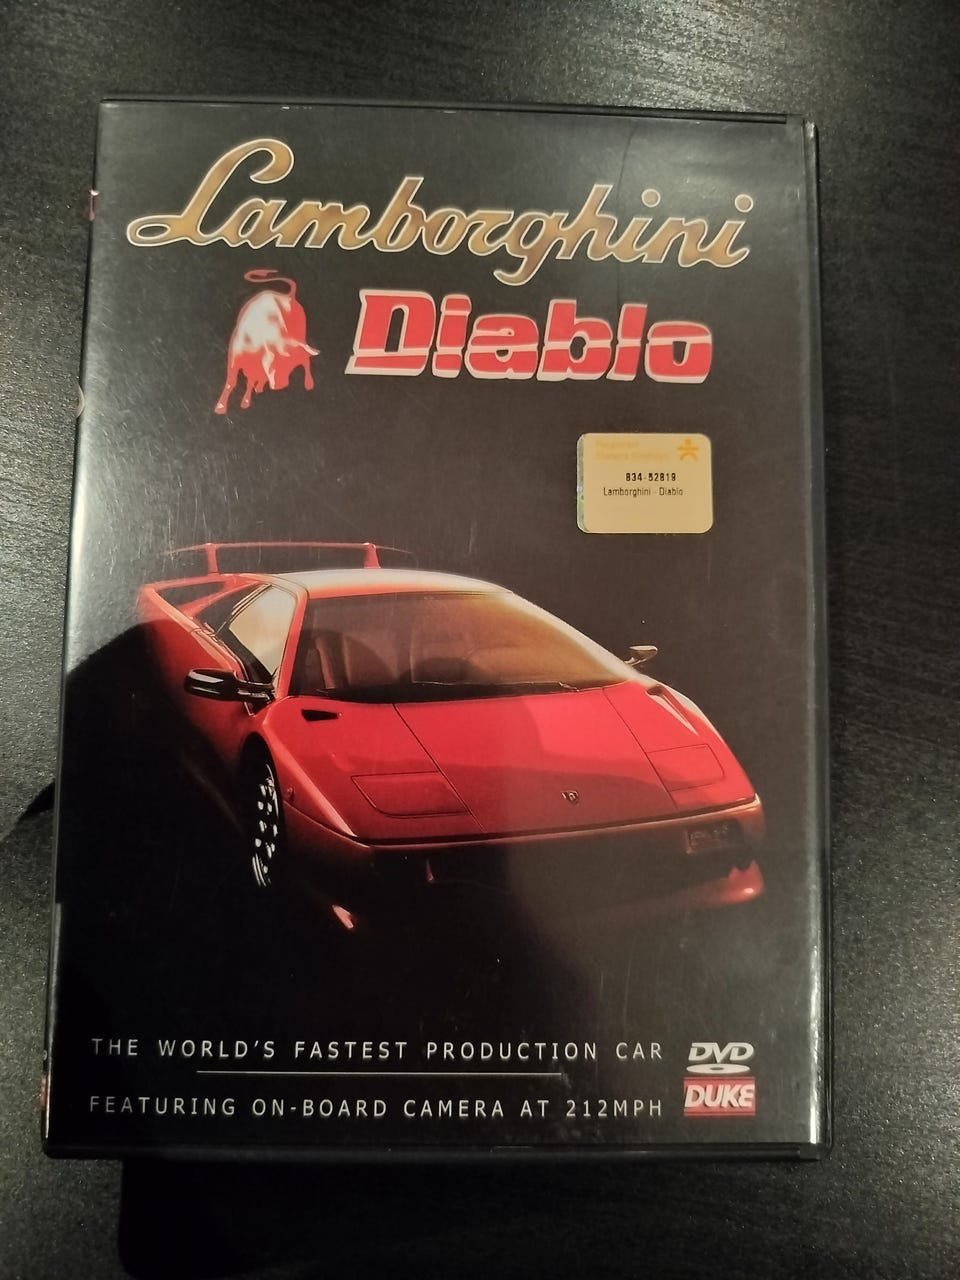 Lamborghini
Diablo
834-52819
Lamborghini - Diablo
THE WORLD'S FASTEST PRODUCTION CAR
FEATURING ON-BOARD CAMERA AT 212MPH
DVD
DUKE